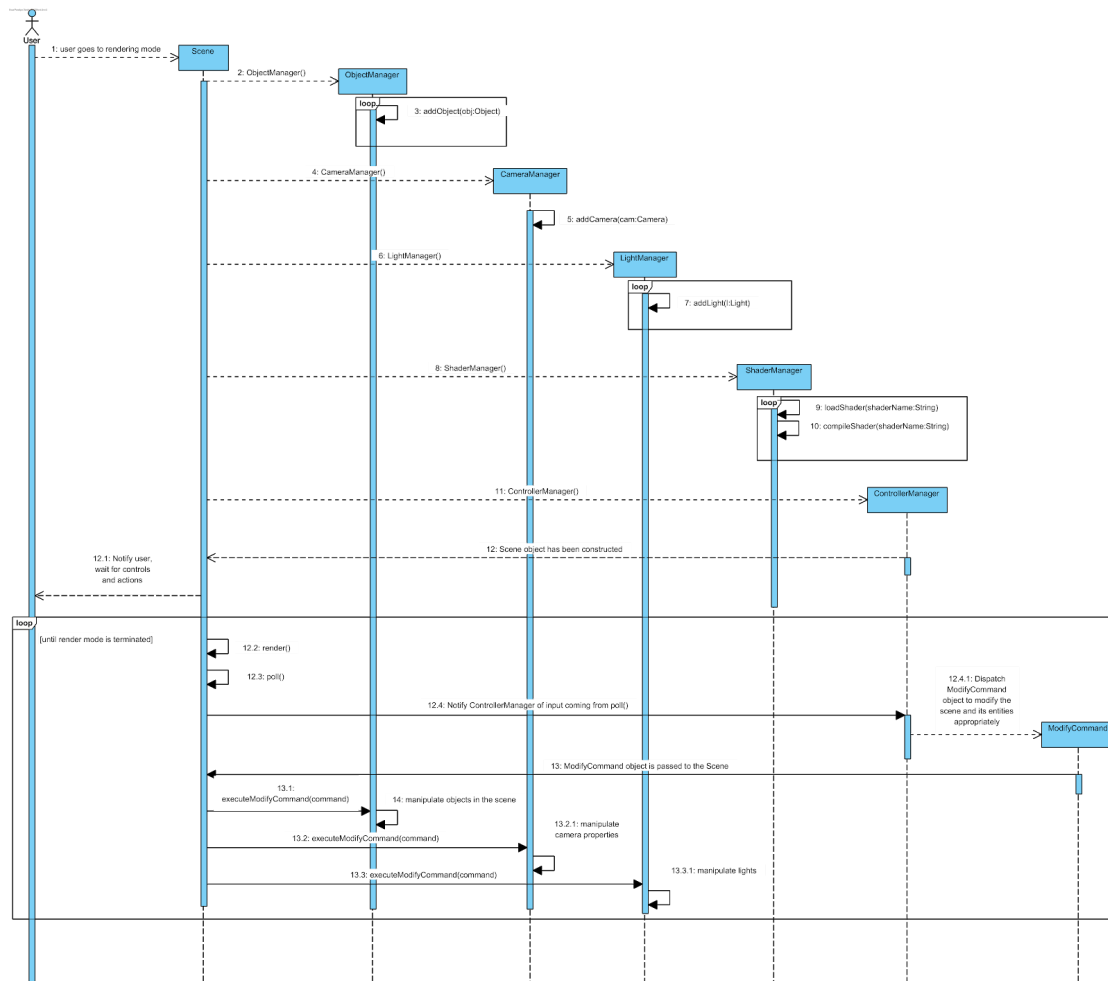 User
1: user goes to rendering mode
Scene
2: ObjectManager()
ObjectManager
loop
3: addObject(obj:Object)
4: CameraManager()
CameraManager
5: addCamera(cam:Camera)
6: LightManager()
LightManager
loop
7: addLight(l:Light)
8: ShaderManager()
ShaderManager
loop
9: loadShader(shaderName:String)
10: compileShader(shaderName:String)
11: ControllerManager()
ControllerManager
12: Scene object has been constructed
12.1: Notify user,
wait for controls
and actions
loop
[until render mode is terminated]
12.2: render()
12.3: poll()
12.4: Notify ControllerManager of input coming from poll()
12.4.1: Dispatch
ModifyCommand
object to modify the
scene and its entities
appropriately
ModifyCommand
13: ModifyCommand object is passed to the Scene
13.1:
executeModifyCommand(command)
14: manipulate objects in the scene
13.2: executeModifyCommand(command)
13.2.1: manipulate
camera properties
13.3: executeModifyCommand(command)
13.3.1: manipulate lights